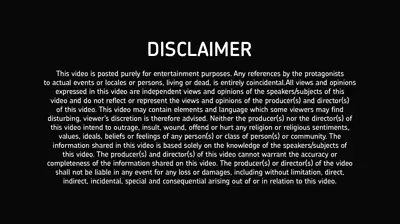 DISCLAIMER
This video is posted purely for entertainment purposes. Any references by the protagonists
to actual events or locales or persons, living or dead, is entirely coincidental.All views and opinions
expressed in this video are independent views and opinions of the speakers/subjects of this
video and do not reflect or represent the views and opinions of the producer(s) and director(s)
of this video. This video may contain elements and language which some viewers may find
disturbing, viewer's discretion is therefore advised. Neither the producer(s) nor the director(s) of
this video intend to outrage, insult, wound, offend or hurt any religion or religious sentiments,
values, ideals, beliefs or feelings of any person(s) or class of person(s) or community. The
information shared in this video is based solely on the knowledge of the speakers/subjects of
this video. The producer(s) and director(s) of this video cannot warrant the accuracy or
completeness of the information shared on this video. The producer(s) or director(s) of the video
shall not be liable in any event for any loss or damages, including without limitation, direct,
indirect, incidental, special and consequential arising out of or in relation to this video.